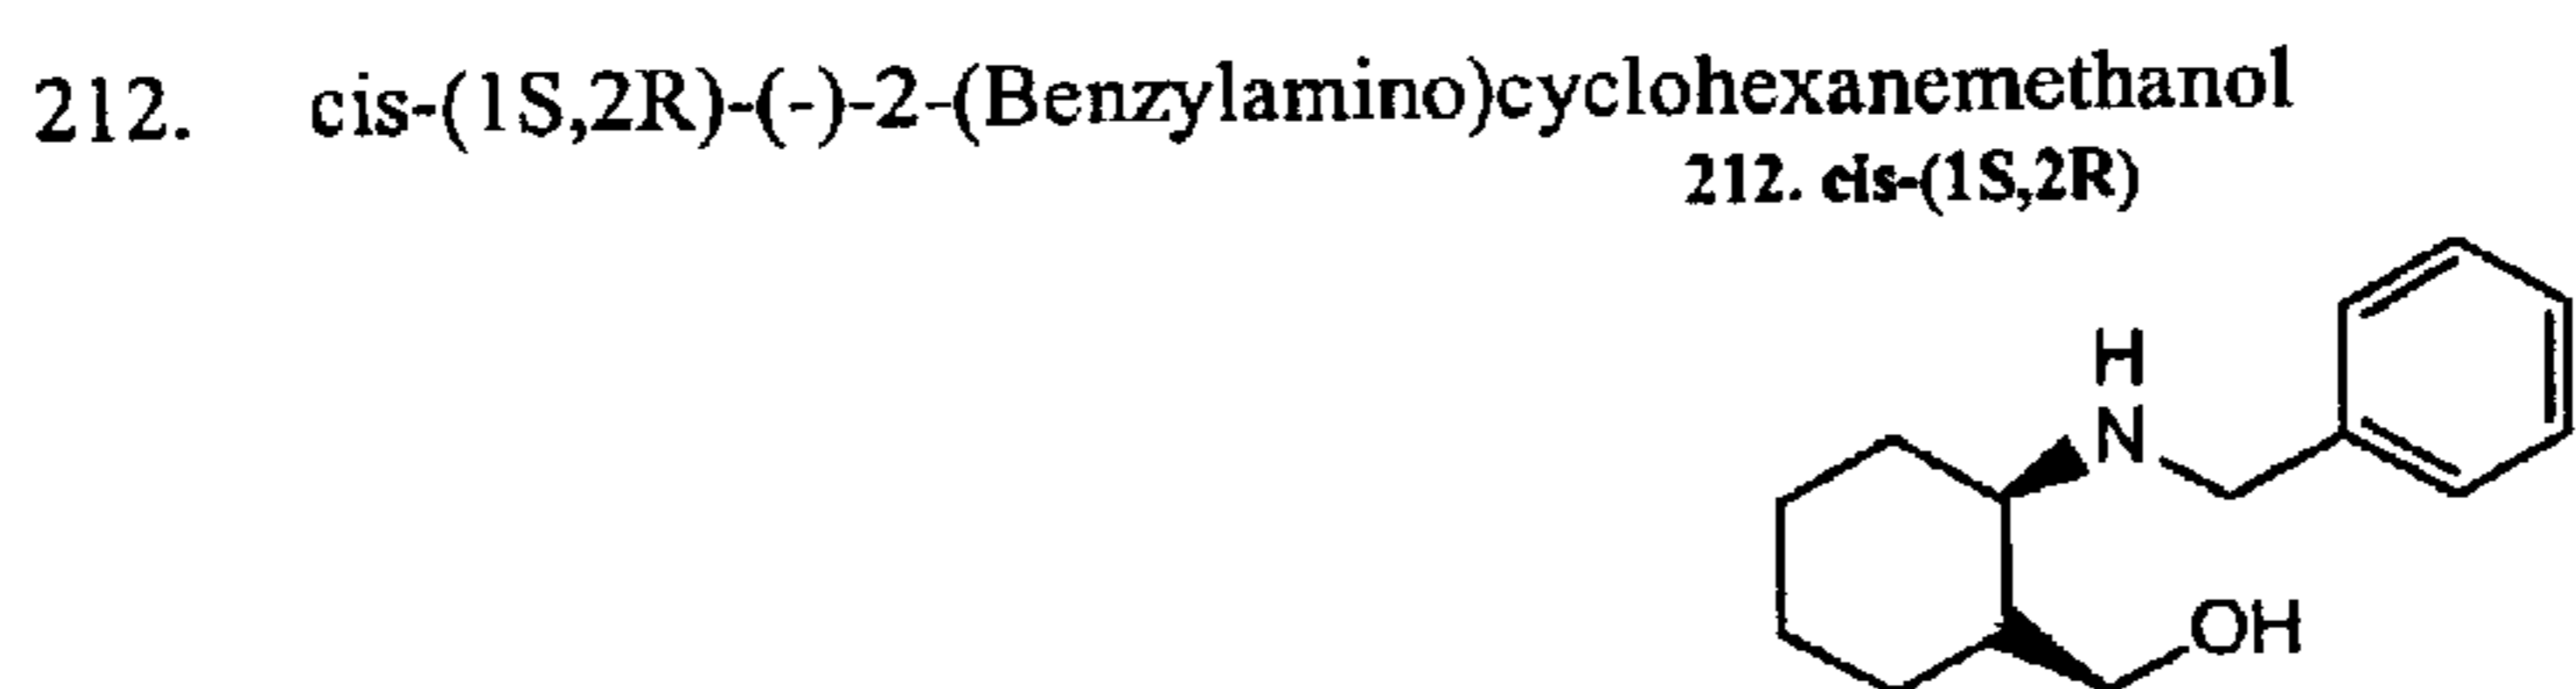 212. cis-(1S,2R)-(-)-2-(Benzylamino)cyclohexanemethanol
212. cis-(1S,2R)
H
N
OH